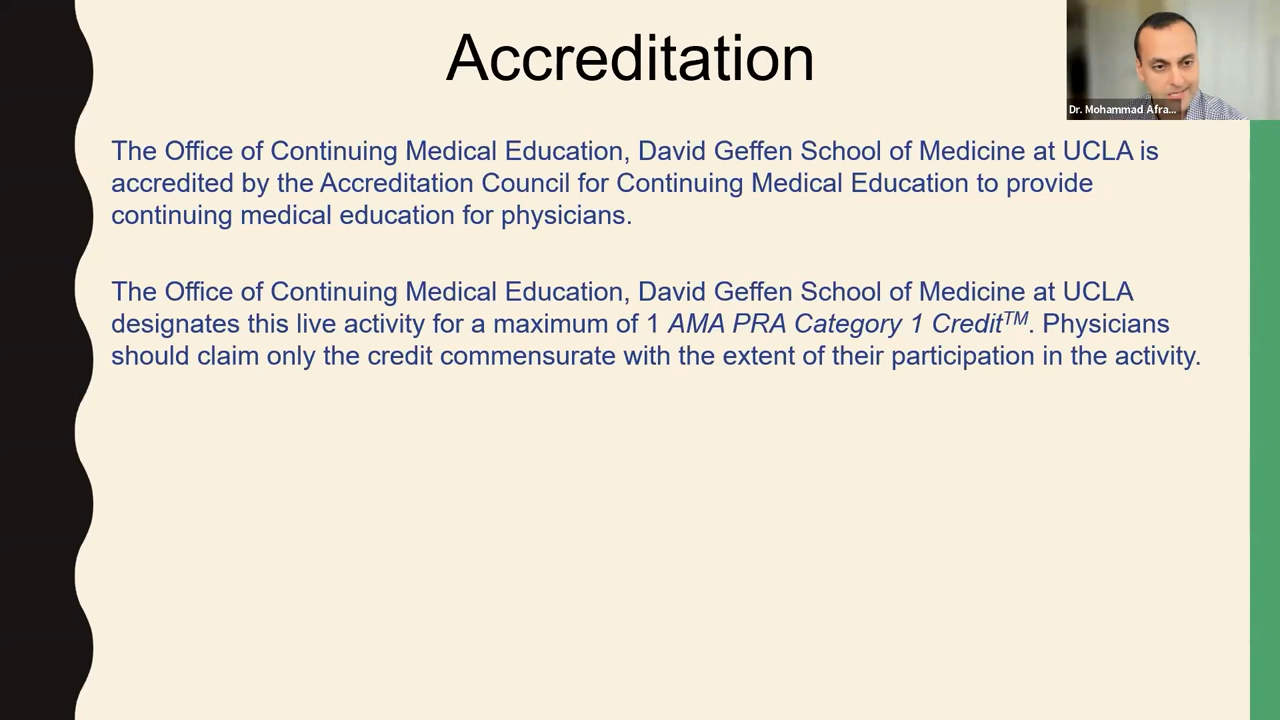 Accreditation
Dr. Mohammad Afra...
The Office of Continuing Medical Education, David Geffen School of Medicine at UCLA is
accredited by the Accreditation Council for Continuing Medical Education to provide
continuing medical education for physicians.
The Office of Continuing Medical Education, David Geffen School of Medicine at UCLA
designates this live activity for a maximum of 1 AMA PRA Category 1 Credit™. Physicians
should claim only the credit commensurate with the extent of their participation in the activity.